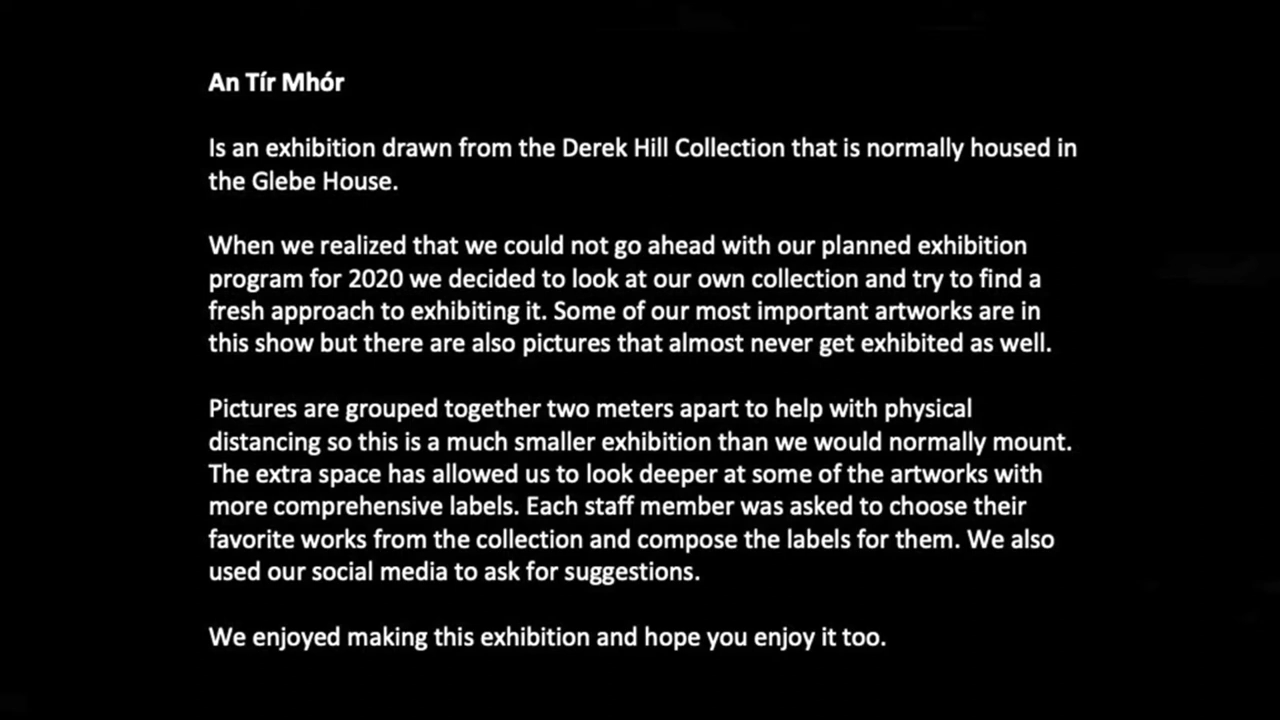 An Tír Mhór
Is an exhibition drawn from the Derek Hill Collection that is normally housed in
the Glebe House.
When we realized that we could not go ahead with our planned exhibition
program for 2020 we decided to look at our own collection and try to find a
fresh approach to exhibiting it. Some of our most important artworks are in
this show but there are also pictures that almost never get exhibited as well.
Pictures are grouped together two meters apart to help with physical
distancing so this is a much smaller exhibition than we would normally mount.
The extra space has allowed us to look deeper at some of the artworks with
more comprehensive labels. Each staff member was asked to choose their
favorite works from the collection and compose the labels for them. We also
used our social media to ask for suggestions.
We enjoyed making this exhibition and hope you enjoy it too.